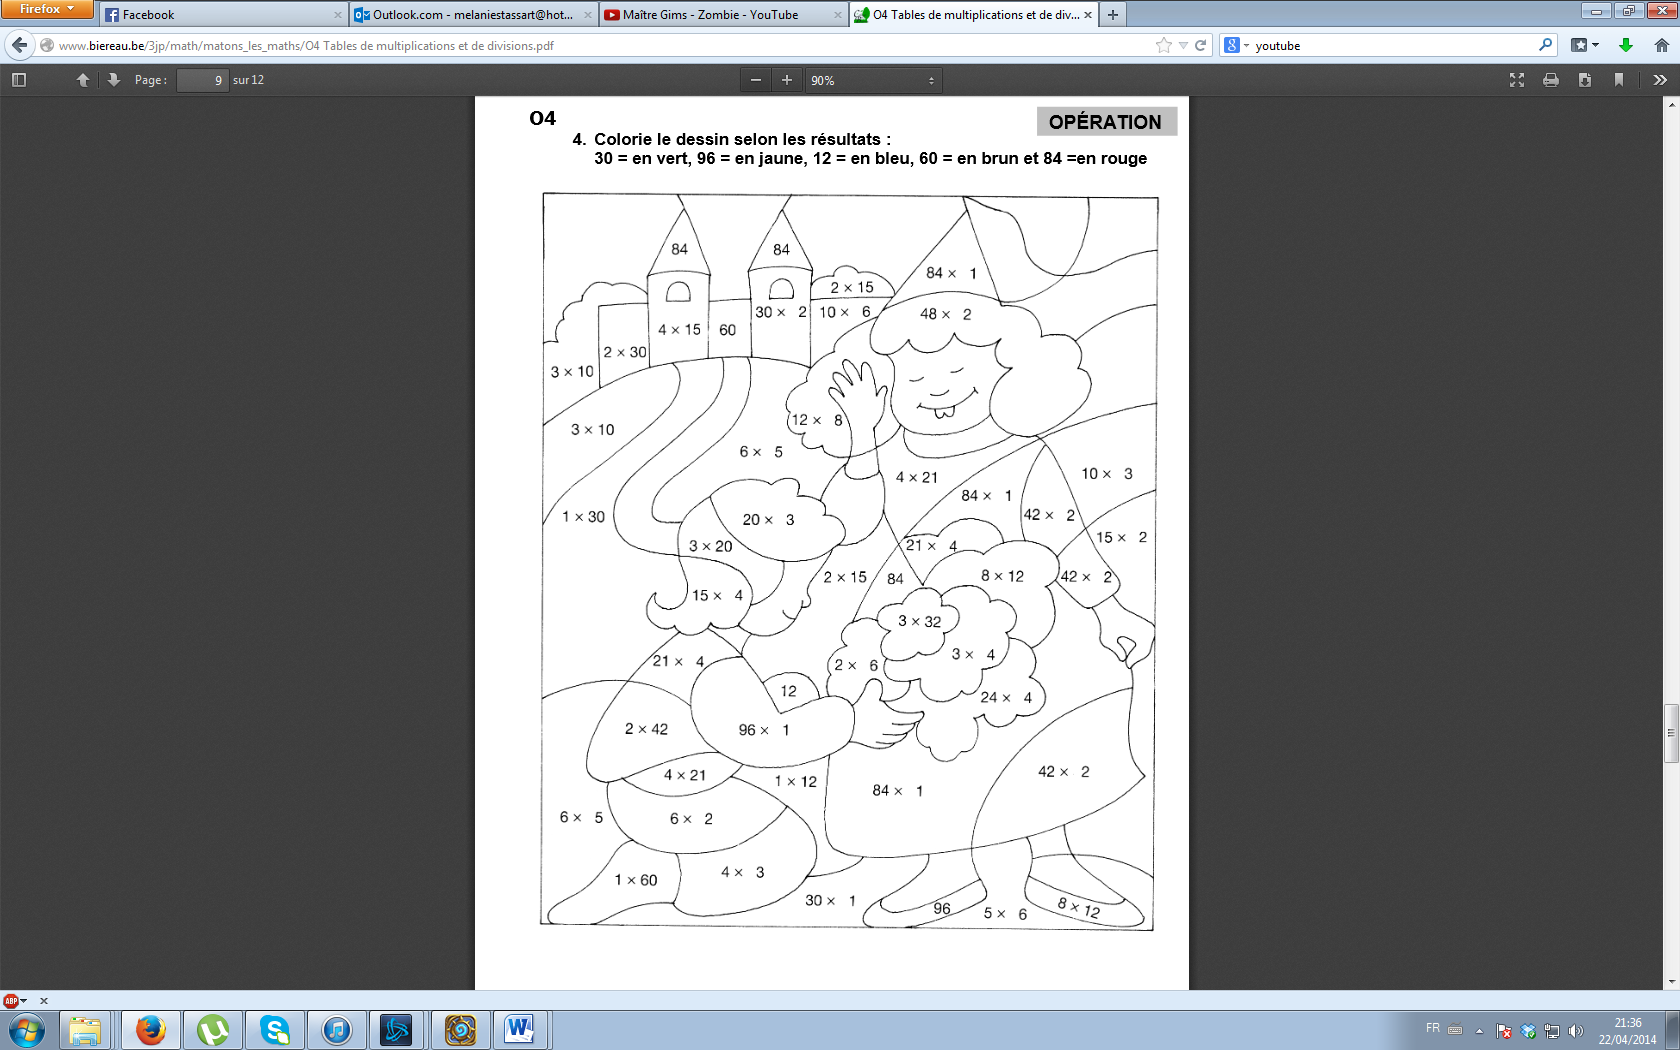 Firefox
Facebook
Outlook.com - melaniestassart@hot...
Maître Gims - Zombie - YouTube
O4 Tables de multiplications et de div...
www.biereau.be/3jp/math/matons_les_maths/O4 Tables de multiplications et de divisions.pdf
youtube
Page :
9
sur 12
90%
O4
OPÉRATION
4. Colorie le dessin selon les résultats :
30 = en vert, 96 = en jaune, 12 = en bleu, 60 = en brun et 84 =en rouge
84
84
84 × 1
2 × 15
30 × 2
10 × 6
48 × 2
4 × 15
60
2 × 30
3 × 10
12 × 8
3 × 10
6 × 5
4 × 21
10 × 3
84 × 1
1 × 30
20 × 3
42 × 2
15 × 2
3 × 20
21 × 4
2 × 15
84
8 × 12
42 × 2
15 × 4
3 × 32
3 × 4
21 × 4
2 × 6
12
24 × 4
2 × 42
96 × 1
4 × 21
1 × 12
42 × 2
84 × 1
6 × 5
6 × 2
4 × 3
1 × 60
30 × 1
96
5 × 6
8 × 12
ABP
FR
21:36
22/04/2014